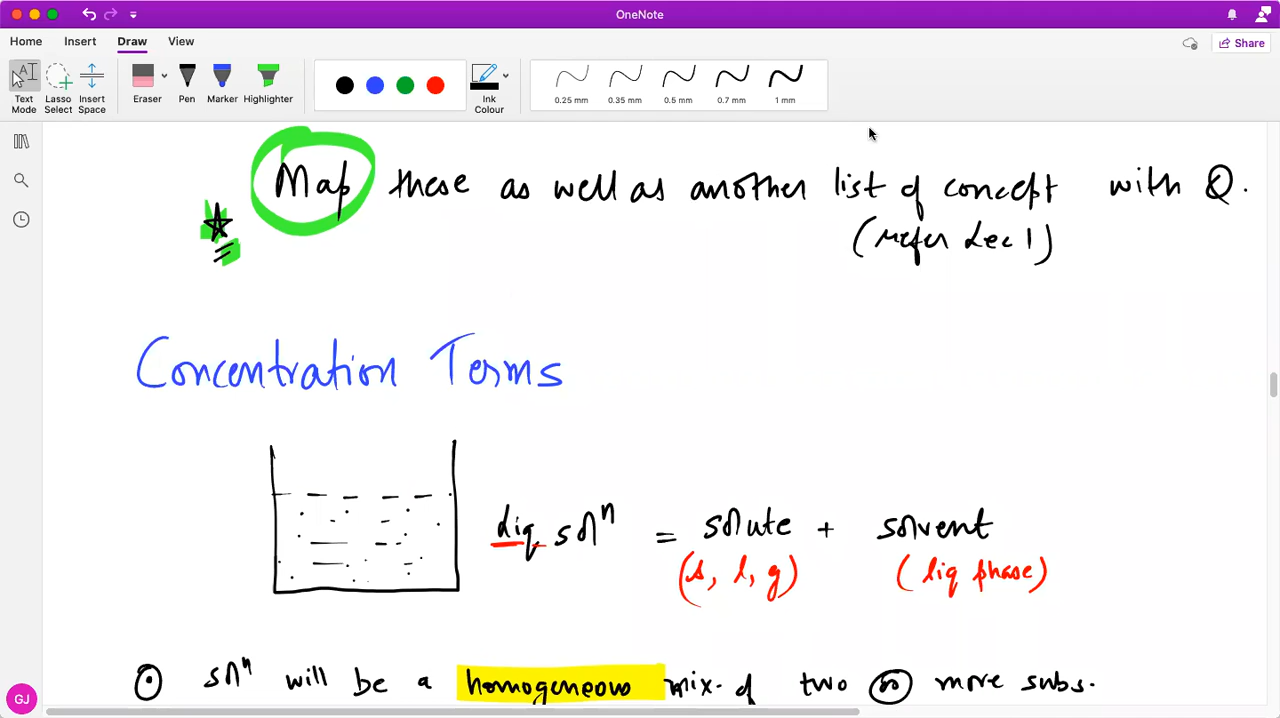 OneNote
Home Insert Draw View
Share
Text Mode
Lasso Select
Insert Space
Eraser
Pen
Marker
Highlighter
Ink Colour
0.25 mm 0.35 mm 0.5 mm 0.7 mm 1 mm
Map these as well as another list of concept with Q.
(refer Lec 1)
Concentration Terms
liq solⁿ = solute + solvent
(s, l, g) (liq phase)
solⁿ will be a homogeneous mix. of two or more subs.
GJ